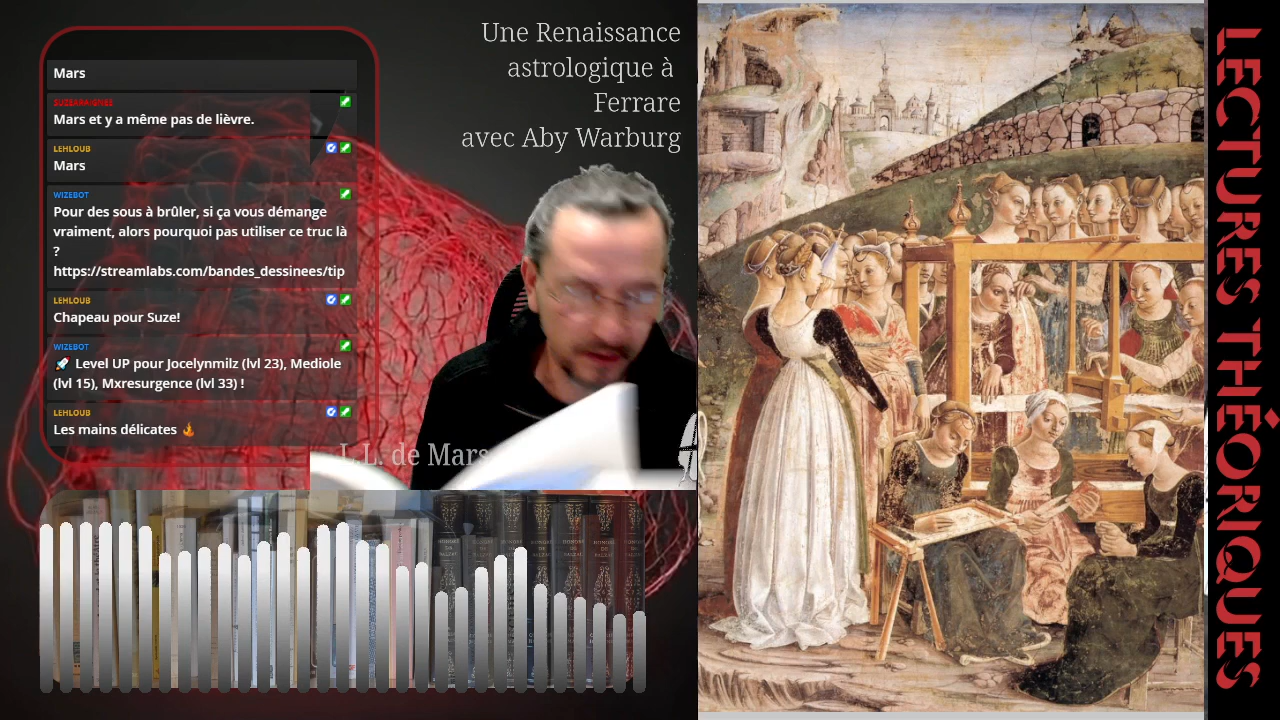 Mars
SUZEARAIGNEE
Mars et y a même pas de lièvre.
LEHLOUB
Mars
WIZEBOT
Pour des sous à brûler, si ça vous démange
vraiment, alors pourquoi pas utiliser ce truc là
?
https://streamlabs.com/bandes_dessinees/tip
LEHLOUB
Chapeau pour Suze!
WIZEBOT
🚀 Level UP pour Jocelynmilz (lvl 23), Mediole
(lvl 15), Mxresurgence (lvl 33) !
LEHLOUB
Les mains délicates 🔥
Une Renaissance
astrologique à
Ferrare
avec Aby Warburg
L.L. de Mars
LECTURES THÉORIQUES